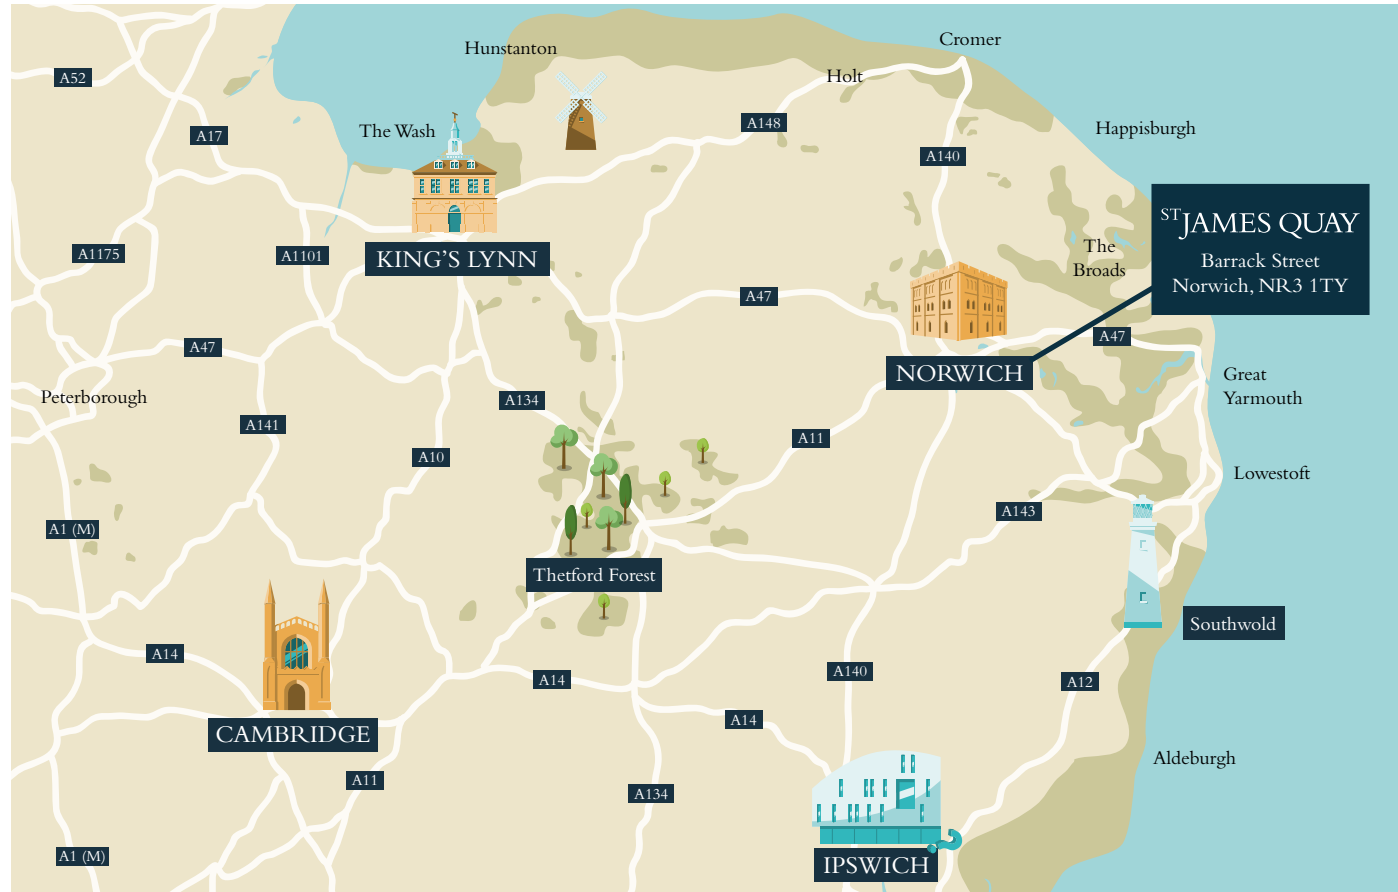 Cromer
Hunstanton
Holt
A52
The Wash
A148
Happisburgh
A17
A140
ST JAMES QUAY
Barrack Street
Norwich, NR3 1TY
A1175
A1101
KING'S LYNN
The
Broads
A47
A47
A47
NORWICH
Great
Yarmouth
Peterborough
A134
A141
A11
A10
Lowestoft
A143
A1 (M)
Thetford Forest
Southwold
A14
A14
A140
A12
A14
CAMBRIDGE
Aldeburgh
A11
A134
A1 (M)
IPSWICH